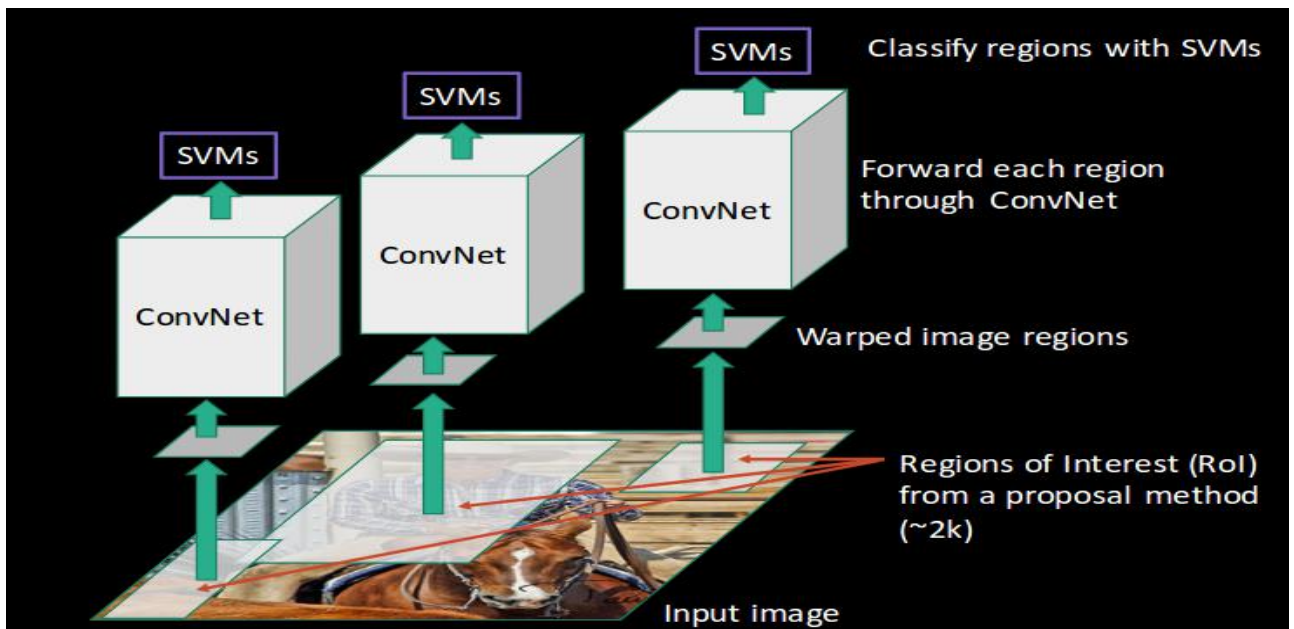 SVMs
Classify regions with SVMs
SVMs
SVMs
Forward each region
through ConvNet
ConvNet
ConvNet
ConvNet
Warped image regions
Regions of Interest (RoI)
from a proposal method
(~2k)
Input image